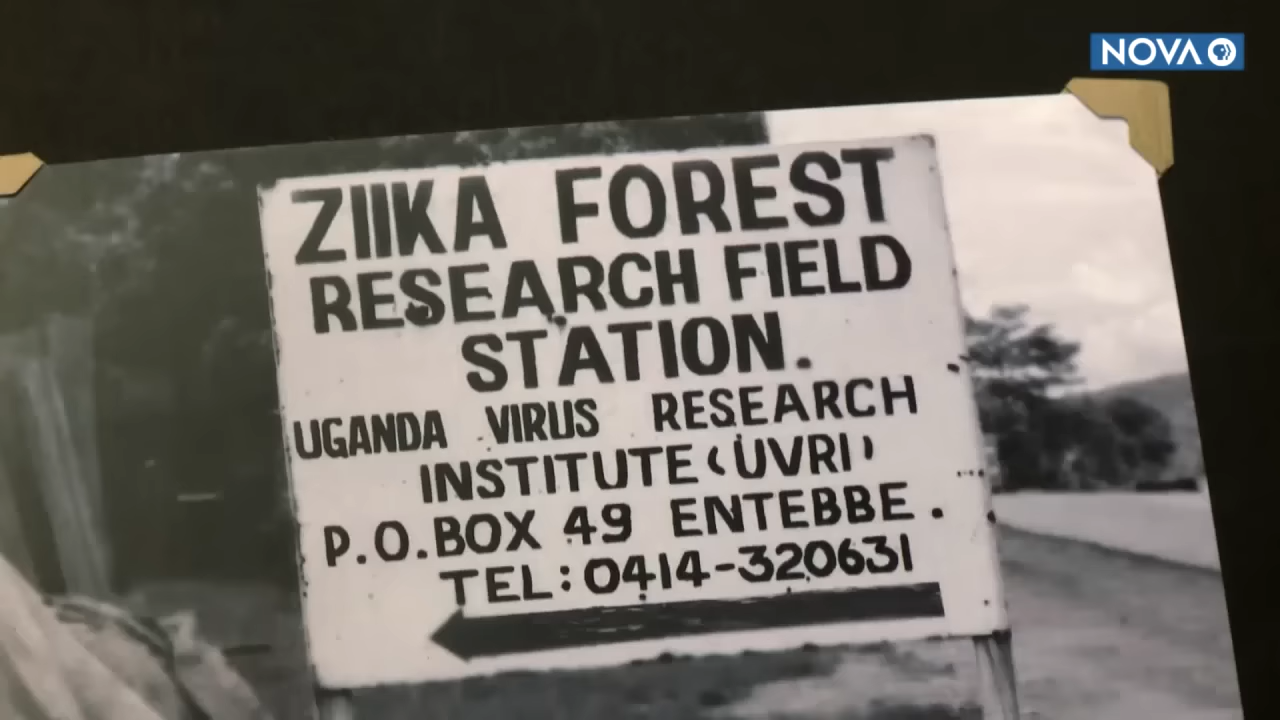 NOVA
ZIIKA FOREST
RESEARCH FIELD
STATION.
UGANDA VIRUS RESEARCH
INSTITUTE (UVRI)
P.O.BOX 49 ENTEBBE.
TEL:0414-320631